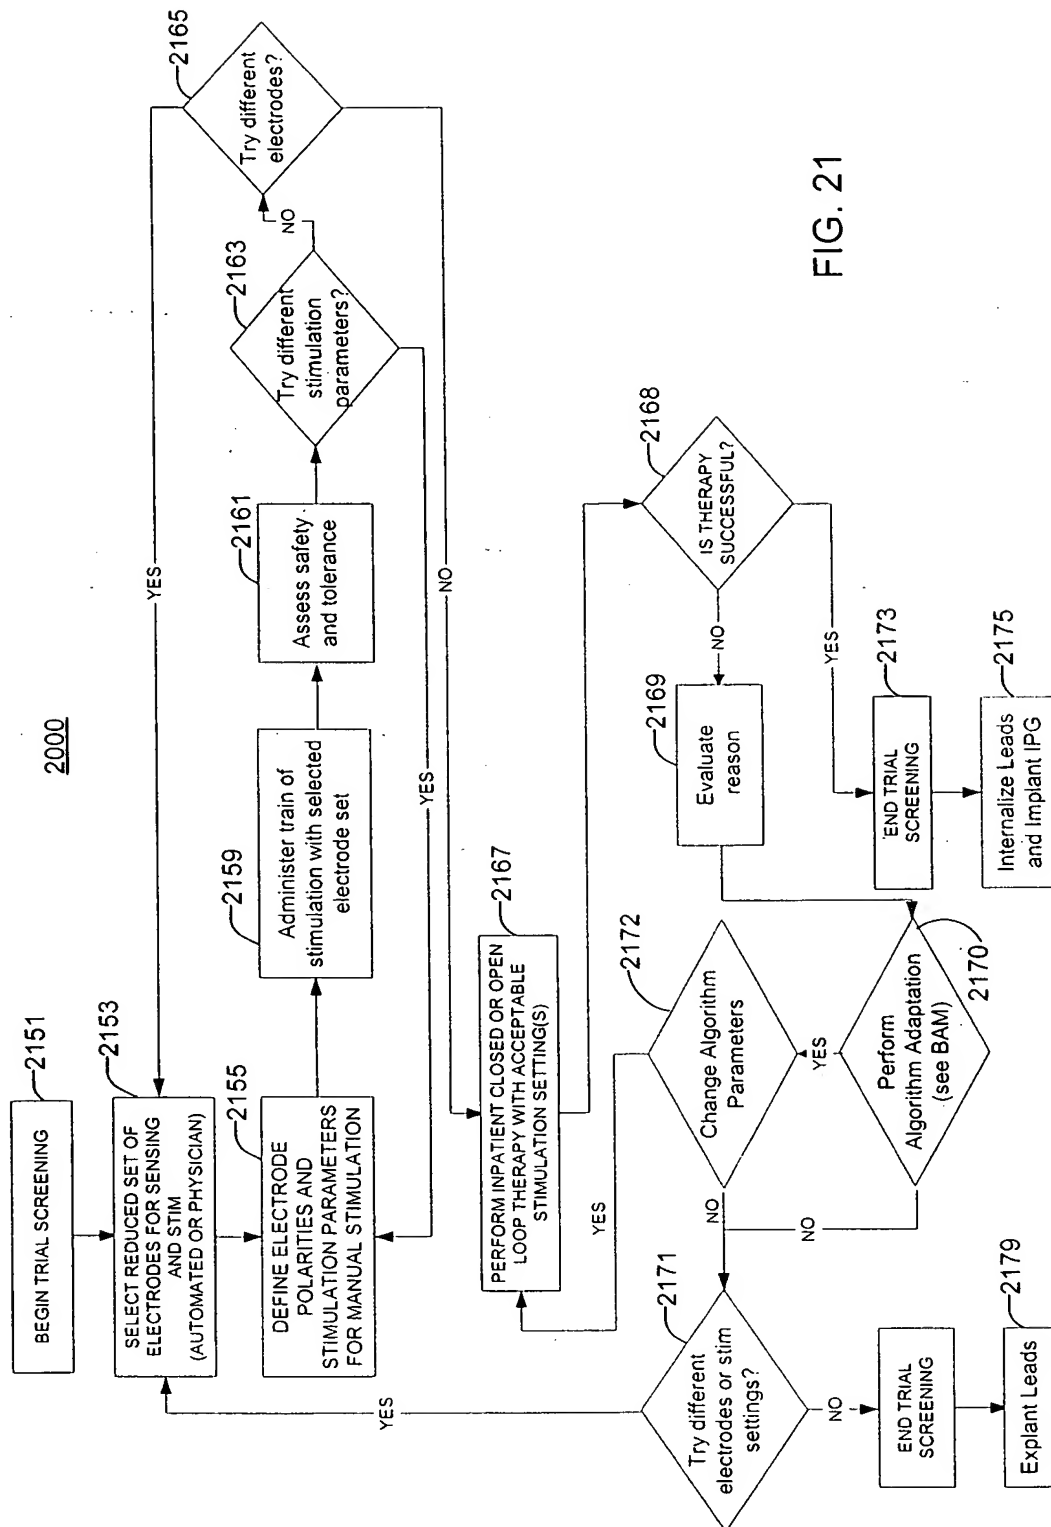 2000
2151
BEGIN TRIAL SCREENING
2153
SELECT REDUCED SET OF
ELECTRODES FOR SENSING
AND STIM
(AUTOMATED OR PHYSICIAN)
2155
DEFINE ELECTRODE
POLARITIES AND
STIMULATION PARAMETERS
FOR MANUAL STIMULATION
2159
Administer train of
stimulation with selected
electrode set
2161
Assess safety
and tolerance
2163
Try different
stimulation
parameters?
NO
YES
2165
Try different
electrodes?
YES
NO
2167
PERFORM INPATIENT CLOSED OR OPEN
LOOP THERAPY WITH ACCEPTABLE
STIMULATION SETTING(S)
2168
IS THERAPY
SUCCESSFUL?
NO
YES
2169
Evaluate
reason
2170
Perform
Algorithm Adaptation
(see BAM)
YES
NO
2172
Change Algorithm
Parameters
YES
NO
2171
Try different
electrodes or stim
settings?
YES
NO
END TRIAL
SCREENING
2179
Explant Leads
2173
END TRIAL
SCREENING
2175
Internalize Leads
and Implant IPG
FIG. 21